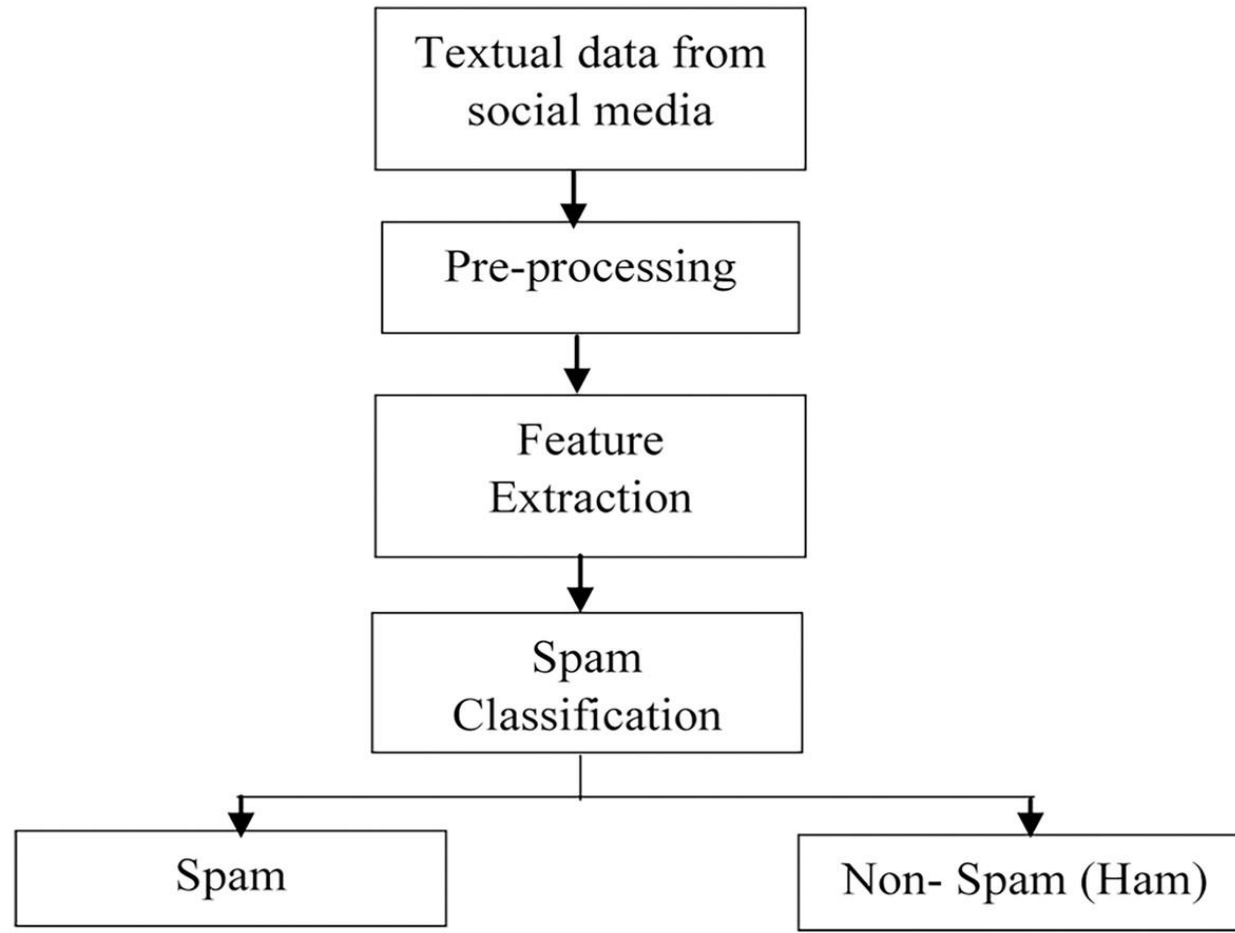 Textual data from
social media
Pre-processing
Feature
Extraction
Spam
Classification
Spam
Non- Spam (Ham)